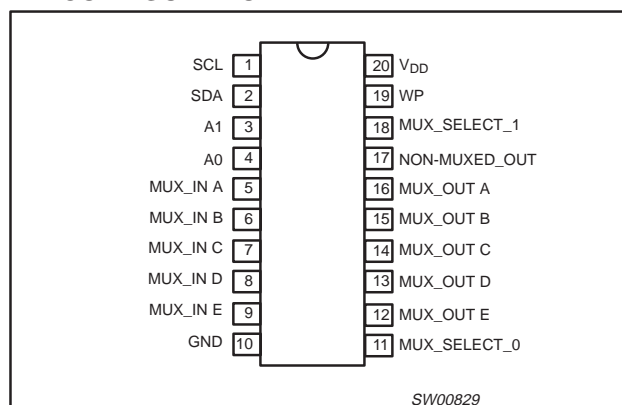 SCL 1 20 VDD
SDA 2 19 WP
A1 3 18 MUX_SELECT_1
A0 4 17 NON-MUXED_OUT
MUX_IN A 5 16 MUX_OUT A
MUX_IN B 6 15 MUX_OUT B
MUX_IN C 7 14 MUX_OUT C
MUX_IN D 8 13 MUX_OUT D
MUX_IN E 9 12 MUX_OUT E
GND 10 11 MUX_SELECT_0
SW00829